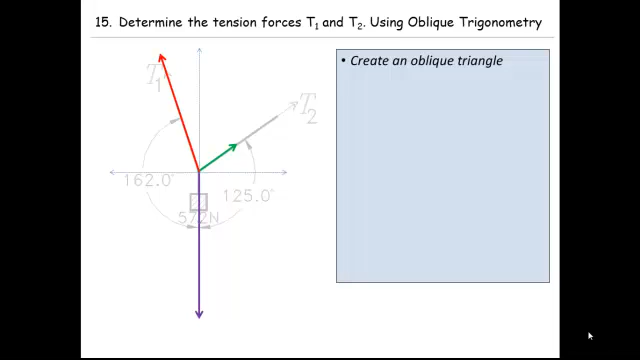 15. Determine the tension forces T₁ and T₂. Using Oblique Trigonometry
• Create an oblique triangle
T₁
T₂
162.0°
125.0°
572N